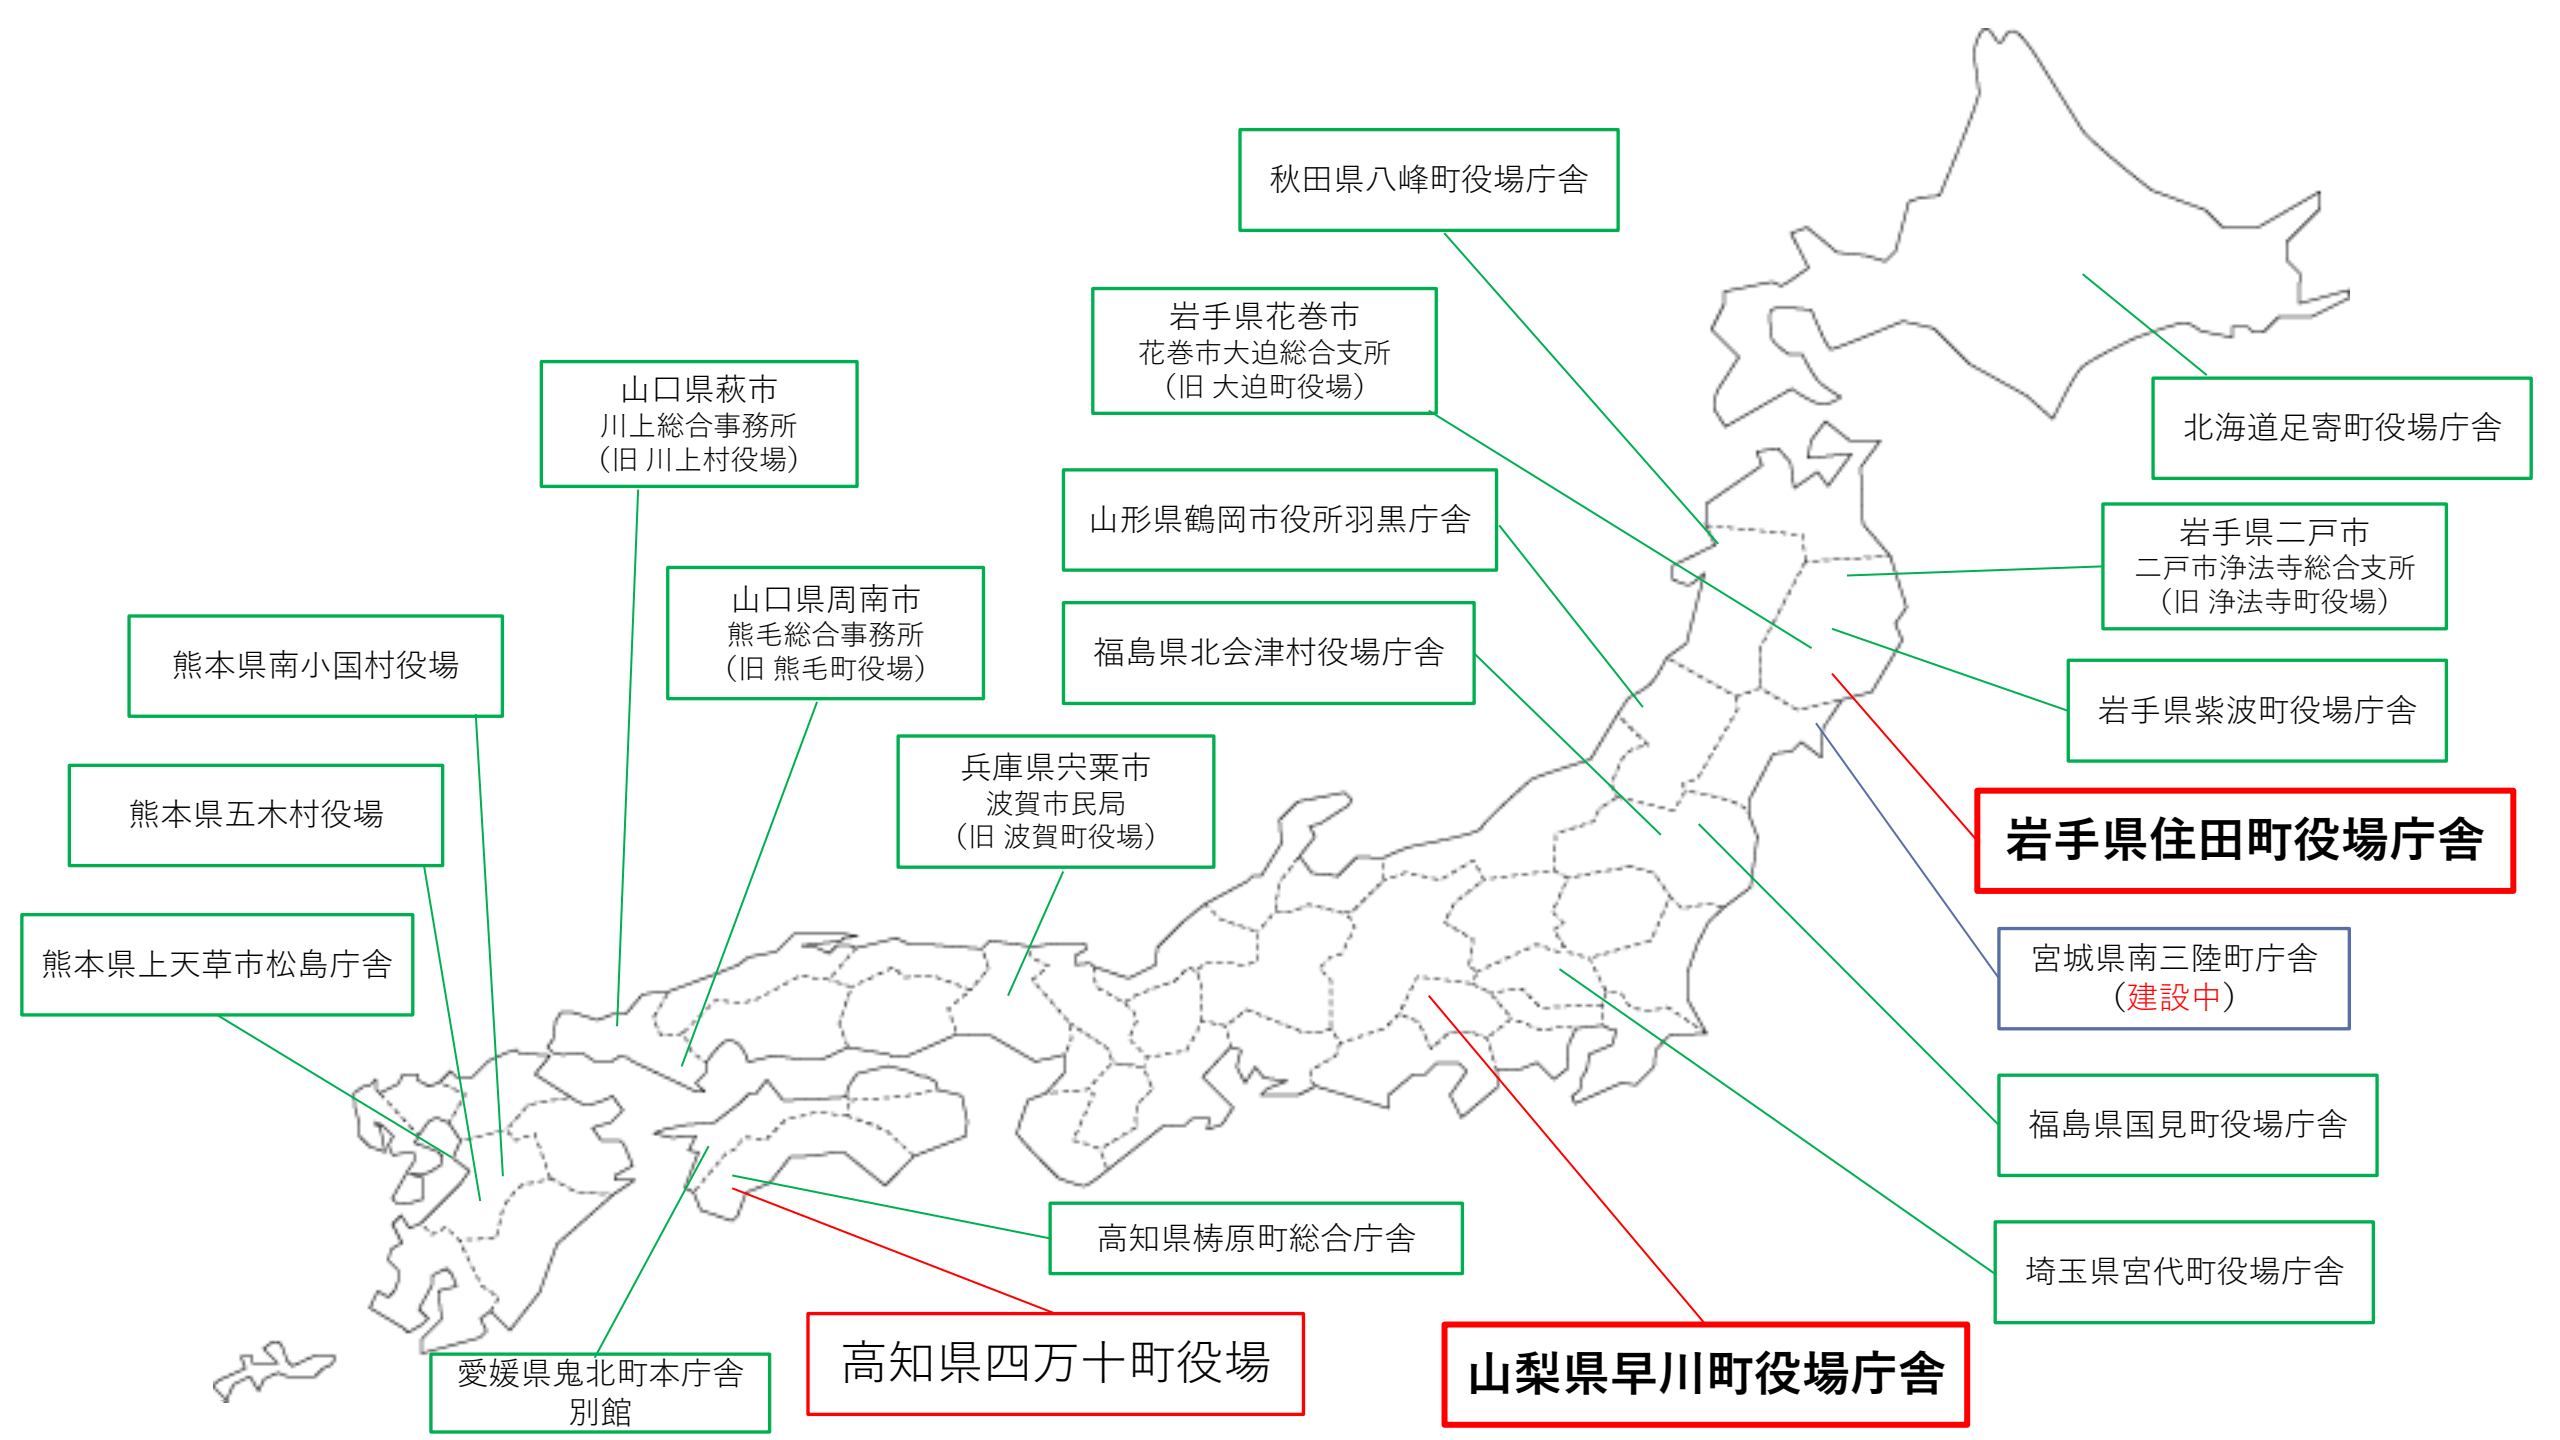 秋田県八峰町役場庁舎
岩手県花巻市
花巻市大迫総合支所
（旧 大迫町役場）
山口県萩市
川上総合事務所
（旧 川上村役場）
北海道足寄町役場庁舎
山形県鶴岡市役所羽黒庁舎
岩手県二戸市
二戸市浄法寺総合支所
（旧 浄法寺町役場）
山口県周南市
熊毛総合事務所
（旧 熊毛町役場）
熊本県南小国村役場
福島県北会津村役場庁舎
岩手県紫波町役場庁舎
兵庫県宍粟市
波賀市民局
（旧 波賀町役場）
熊本県五木村役場
岩手県住田町役場庁舎
熊本県上天草市松島庁舎
宮城県南三陸町庁舎
（建設中）
福島県国見町役場庁舎
高知県梼原町総合庁舎
埼玉県宮代町役場庁舎
高知県四万十町役場
山梨県早川町役場庁舎
愛媛県鬼北町本庁舎
別館